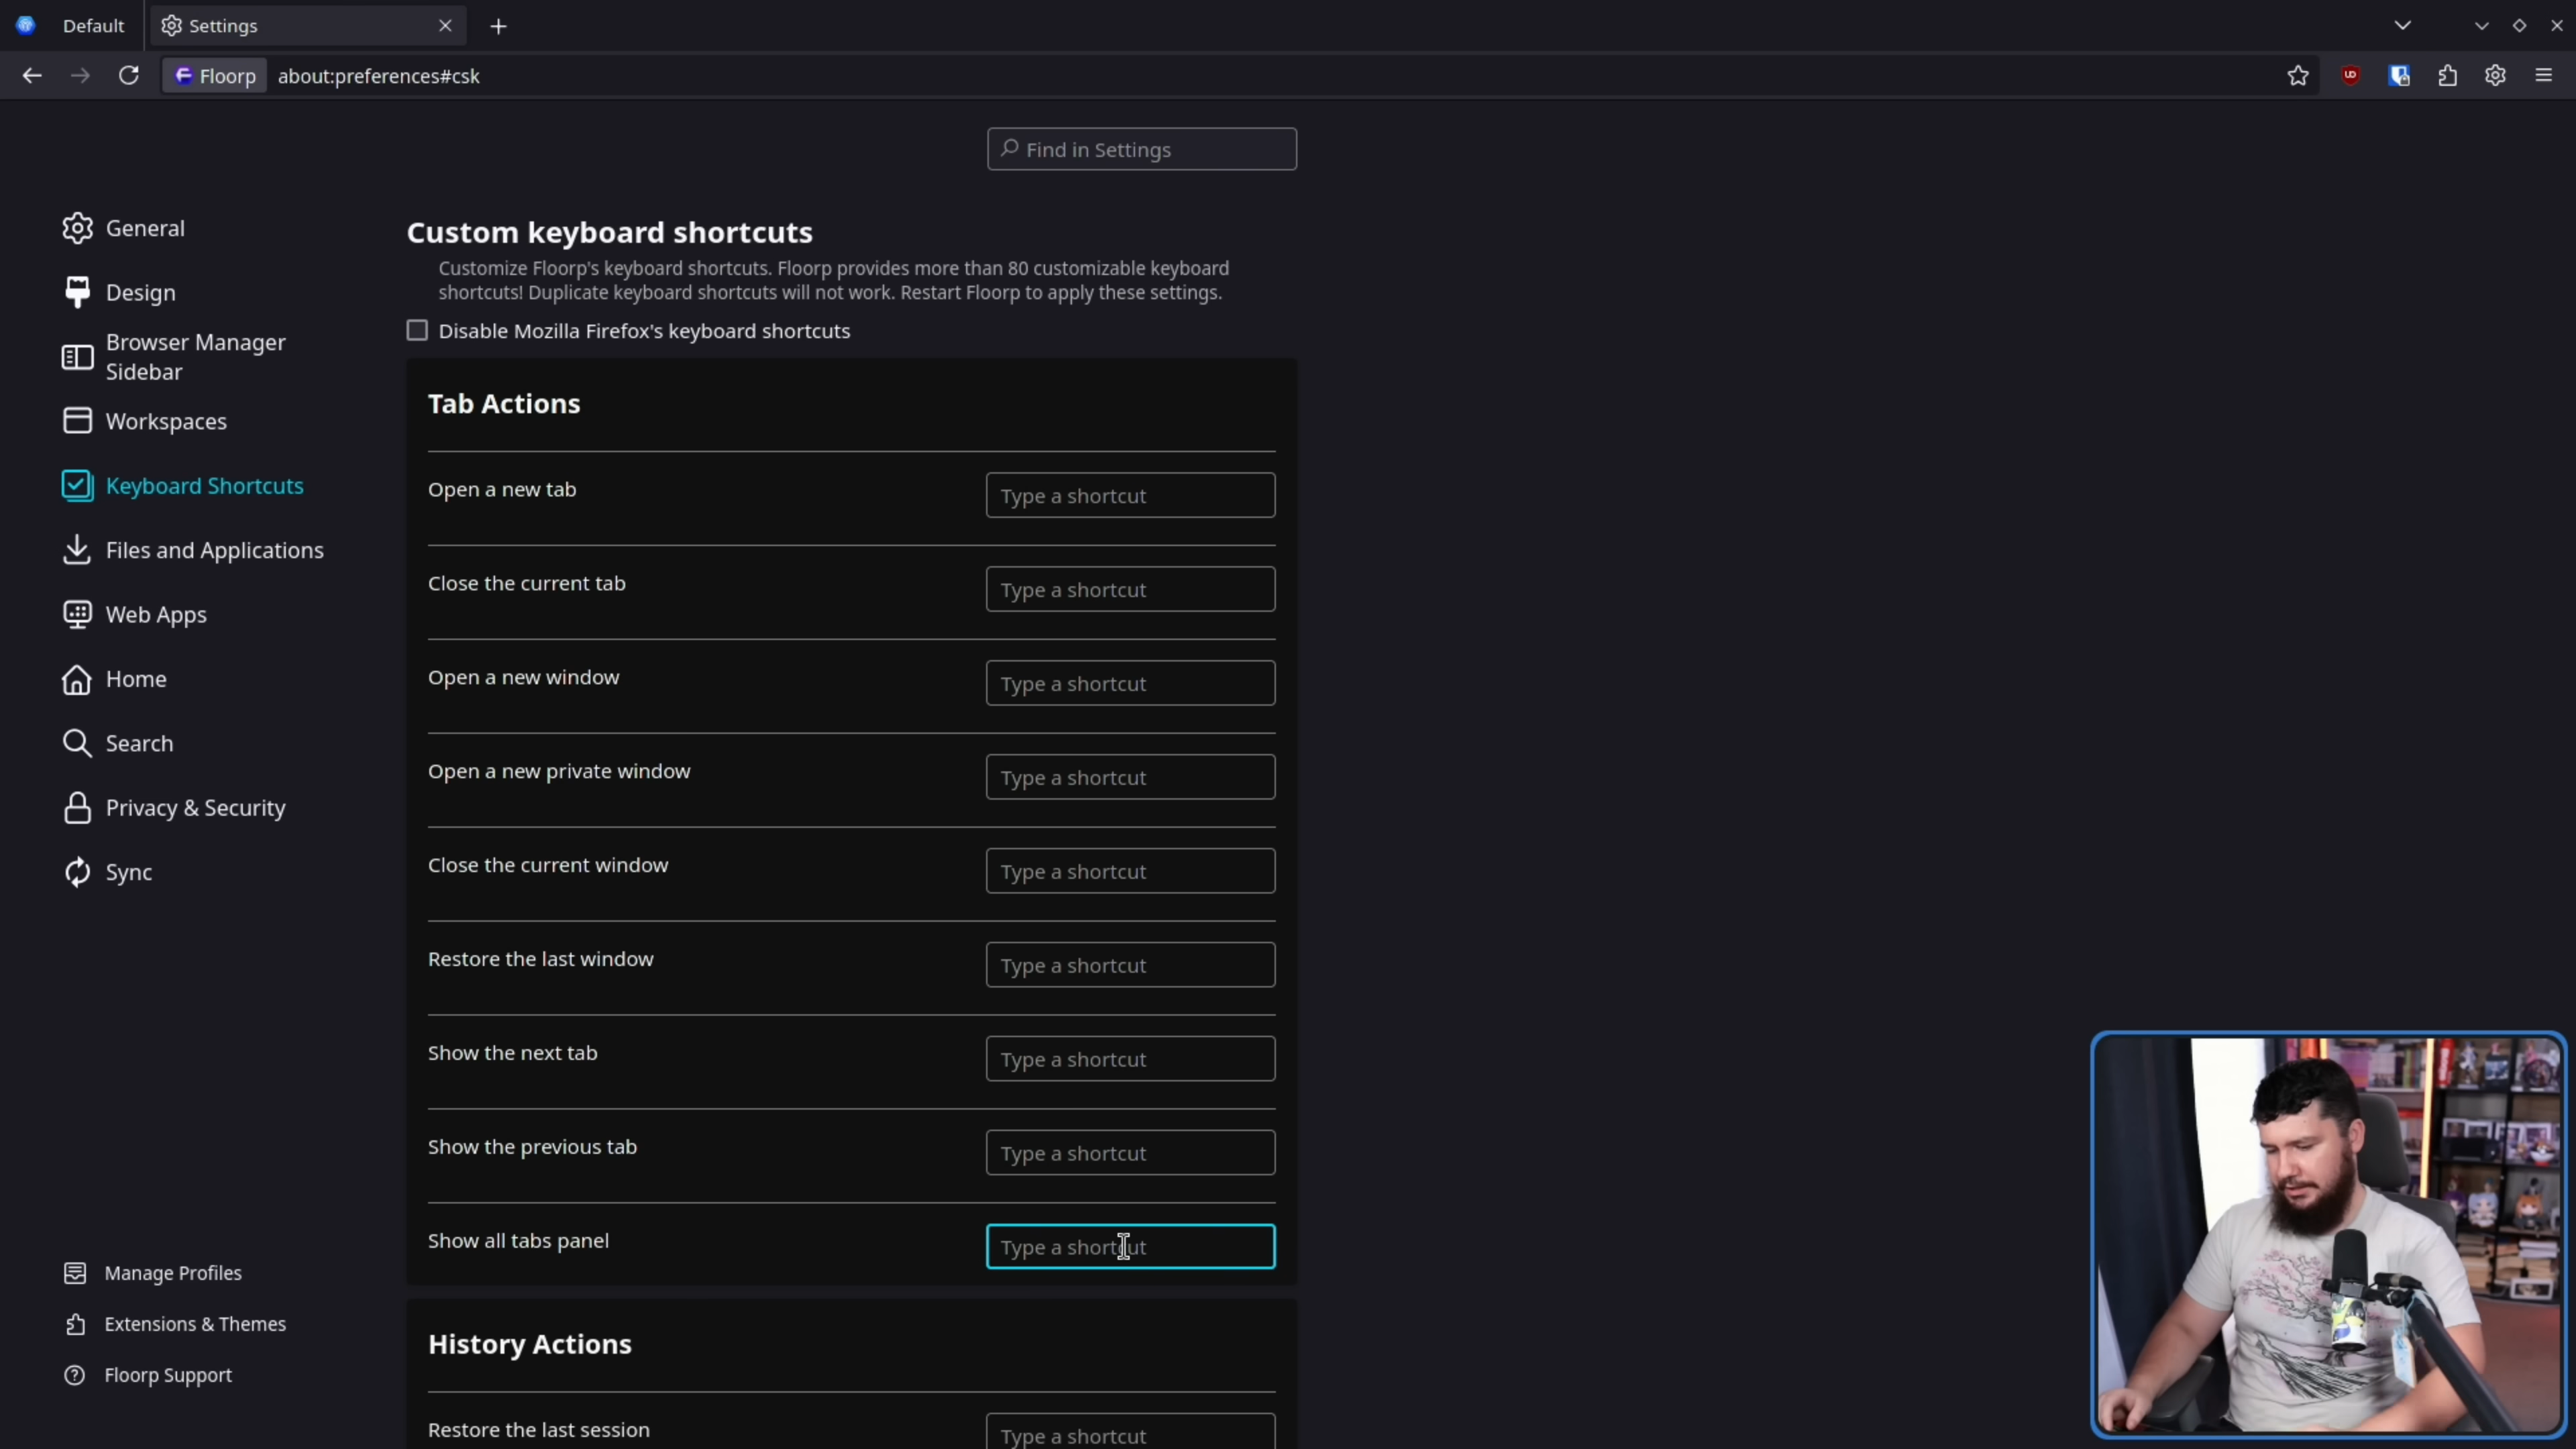 Default
Settings
Floorp
about:preferences#csk
Find in Settings
General
Design
Browser Manager
Sidebar
Workspaces
Keyboard Shortcuts
Files and Applications
Web Apps
Home
Search
Privacy & Security
Sync
Manage Profiles
Extensions & Themes
Floorp Support
Custom keyboard shortcuts
Customize Floorp's keyboard shortcuts. Floorp provides more than 80 customizable keyboard
shortcuts! Duplicate keyboard shortcuts will not work. Restart Floorp to apply these settings.
Disable Mozilla Firefox's keyboard shortcuts
Tab Actions
Open a new tab
Type a shortcut
Close the current tab
Type a shortcut
Open a new window
Type a shortcut
Open a new private window
Type a shortcut
Close the current window
Type a shortcut
Restore the last window
Type a shortcut
Show the next tab
Type a shortcut
Show the previous tab
Type a shortcut
Show all tabs panel
Type a shortcut
History Actions
Restore the last session
Type a shortcut